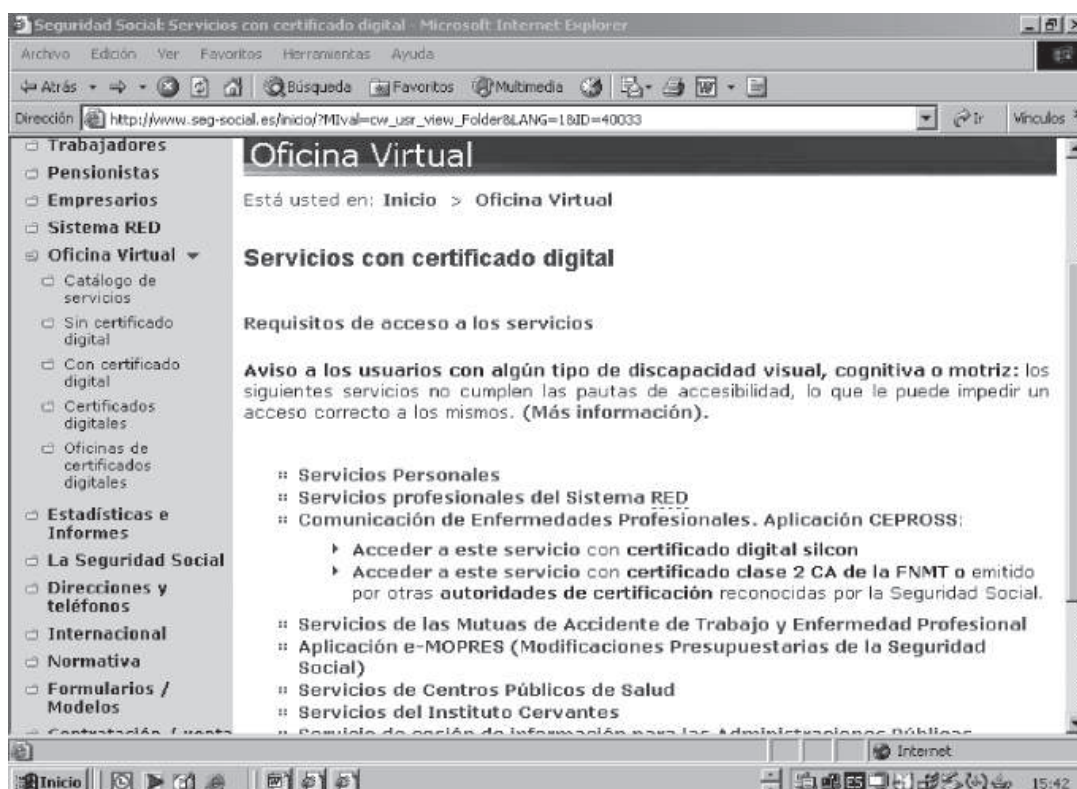 Seguridad Social: Servicios con certificado digital - Microsoft Internet Explorer
Archivo Edición Ver Favoritos Herramientas Ayuda
Atrás Búsqueda Favoritos Multimedia
Dirección http://www.seg-social.es/inicio/?MIval=cw_usr_view_Folder&LANG=1&ID=40033 Ir Vínculos
Trabajadores
Pensionistas
Empresarios
Sistema RED
Oficina Virtual
Catálogo de
servicios
Sin certificado
digital
Con certificado
digital
Certificados
digitales
Oficinas de
certificados
digitales
Estadísticas e
Informes
La Seguridad Social
Direcciones y
teléfonos
Internacional
Normativa
Formularios /
Modelos
Oficina Virtual
Está usted en: Inicio > Oficina Virtual
Servicios con certificado digital
Requisitos de acceso a los servicios
Aviso a los usuarios con algún tipo de discapacidad visual, cognitiva o motriz: los
siguientes servicios no cumplen las pautas de accesibilidad, lo que le puede impedir un
acceso correcto a los mismos. (Más información).
Servicios Personales
Servicios profesionales del Sistema RED
Comunicación de Enfermedades Profesionales. Aplicación CEPROSS:
Acceder a este servicio con certificado digital silcon
Acceder a este servicio con certificado clase 2 CA de la FNMT o emitido
por otras autoridades de certificación reconocidas por la Seguridad Social.
Servicios de las Mutuas de Accidente de Trabajo y Enfermedad Profesional
Aplicación e-MOPRES (Modificaciones Presupuestarias de la Seguridad
Social)
Servicios de Centros Públicos de Salud
Servicios del Instituto Cervantes
Internet
Inicio ES 15:42